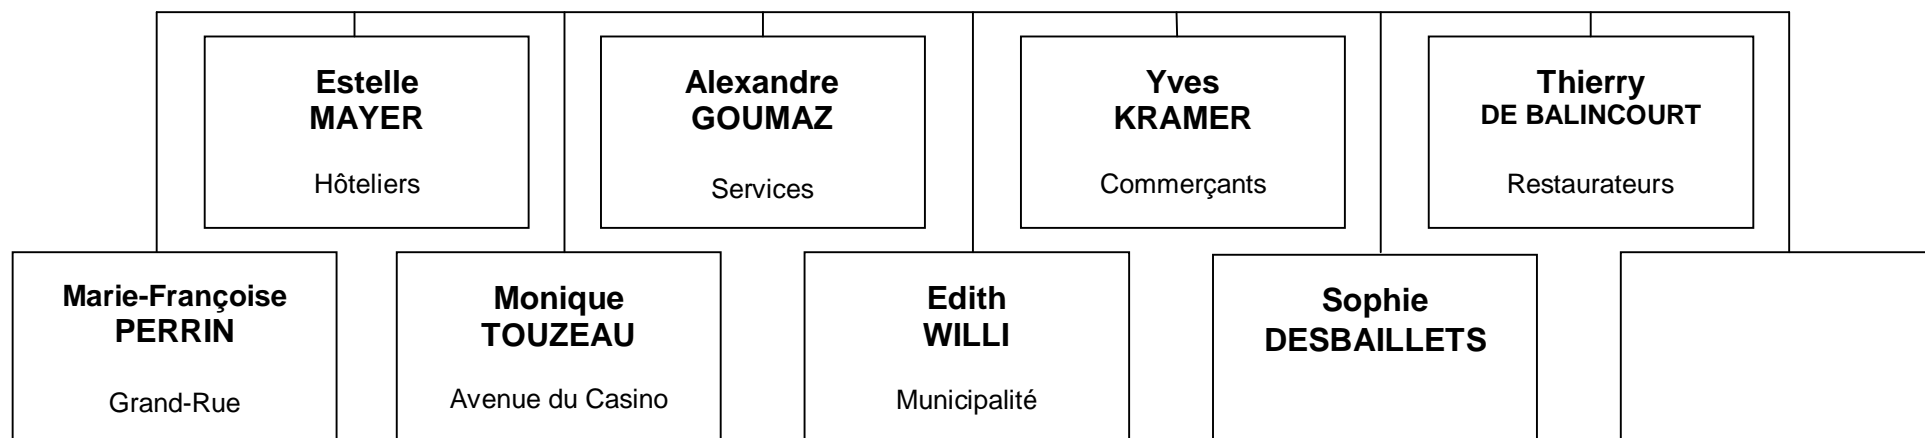 Estelle
MAYER
Hôteliers
Alexandre
GOUMAZ
Services
Yves
KRAMER
Commerçants
Thierry
DE BALINCOURT
Restaurateurs
Marie-Françoise
PERRIN
Grand-Rue
Monique
TOUZEAU
Avenue du Casino
Edith
WILLI
Municipalité
Sophie
DESBAILLETS